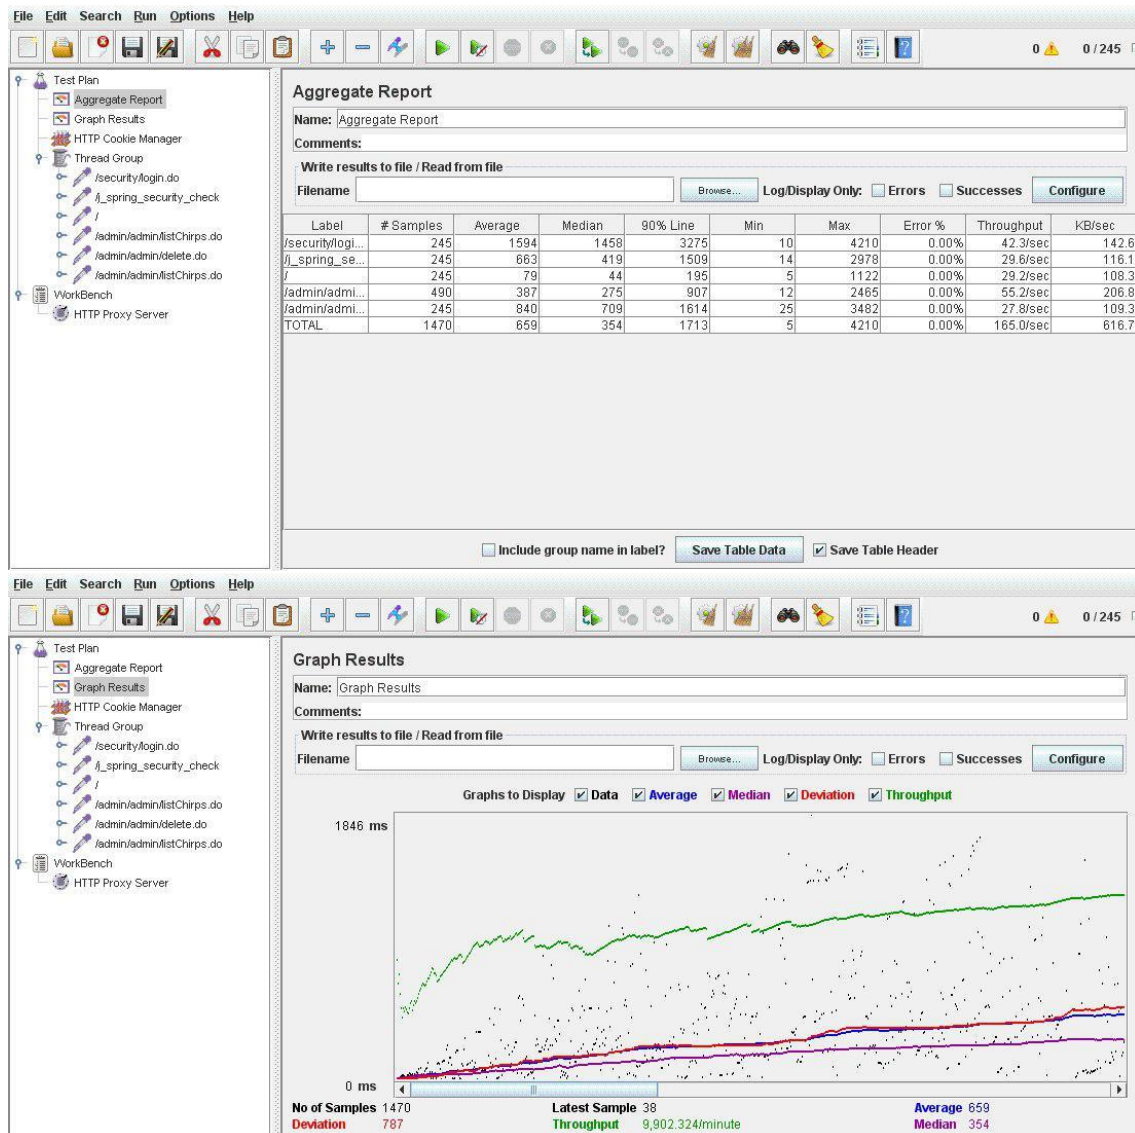 File Edit Search Run Options Help
0 0 / 245
Test Plan
Aggregate Report
Graph Results
HTTP Cookie Manager
Thread Group
/security/login.do
/j_spring_security_check
/
/admin/admin/listChirps.do
/admin/admin/delete.do
/admin/admin/listChirps.do
WorkBench
HTTP Proxy Server
Aggregate Report
Name: Aggregate Report
Comments:
Write results to file / Read from file
Filename Browse... Log/Display Only: Errors Successes Configure
Label # Samples Average Median 90% Line Min Max Error % Throughput KB/sec
/security/logi... 245 1594 1458 3275 10 4210 0.00% 42.3/sec 142.6
/j_spring_se... 245 663 419 1509 14 2978 0.00% 29.6/sec 116.1
/ 245 79 44 195 5 1122 0.00% 29.2/sec 108.3
/admin/admi... 490 387 275 907 12 2465 0.00% 55.2/sec 206.8
/admin/admi... 245 840 709 1614 25 3482 0.00% 27.8/sec 109.3
TOTAL 1470 659 354 1713 5 4210 0.00% 165.0/sec 616.7
Include group name in label? Save Table Data Save Table Header
File Edit Search Run Options Help
0 0 / 245
Test Plan
Aggregate Report
Graph Results
HTTP Cookie Manager
Thread Group
/security/login.do
/j_spring_security_check
/
/admin/admin/listChirps.do
/admin/admin/delete.do
/admin/admin/listChirps.do
WorkBench
HTTP Proxy Server
Graph Results
Name: Graph Results
Comments:
Write results to file / Read from file
Filename Browse... Log/Display Only: Errors Successes Configure
Graphs to Display Data Average Median Deviation Throughput
1846 ms
0 ms
No of Samples 1470 Latest Sample 38 Average 659
Deviation 787 Throughput 9,902.324/minute Median 354